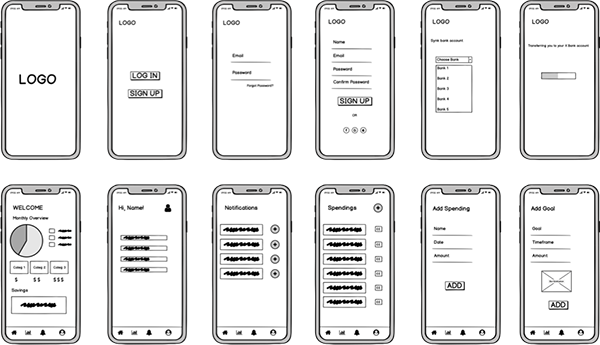 LOGO
LOGO
LOG IN
SIGN UP
LOGO
Email
Password
Forgot Password?
LOGO
Name
Email
Password
Confirm Password
SIGN UP
OR
LOGO
Sync bank account
Choose Bank
Bank 1
Bank 2
Bank 3
Bank 4
Bank 5
LOGO
Transferring you to your X Bank account
WELCOME
Monthly Overview
Categ 1 Categ 2 Categ 3
$ $$ $$$
Savings
Hi, Name!
Notifications
Spendings
Add Spending
Name
Date
Amount
ADD
Add Goal
Goal
Timeframe
Amount
ADD